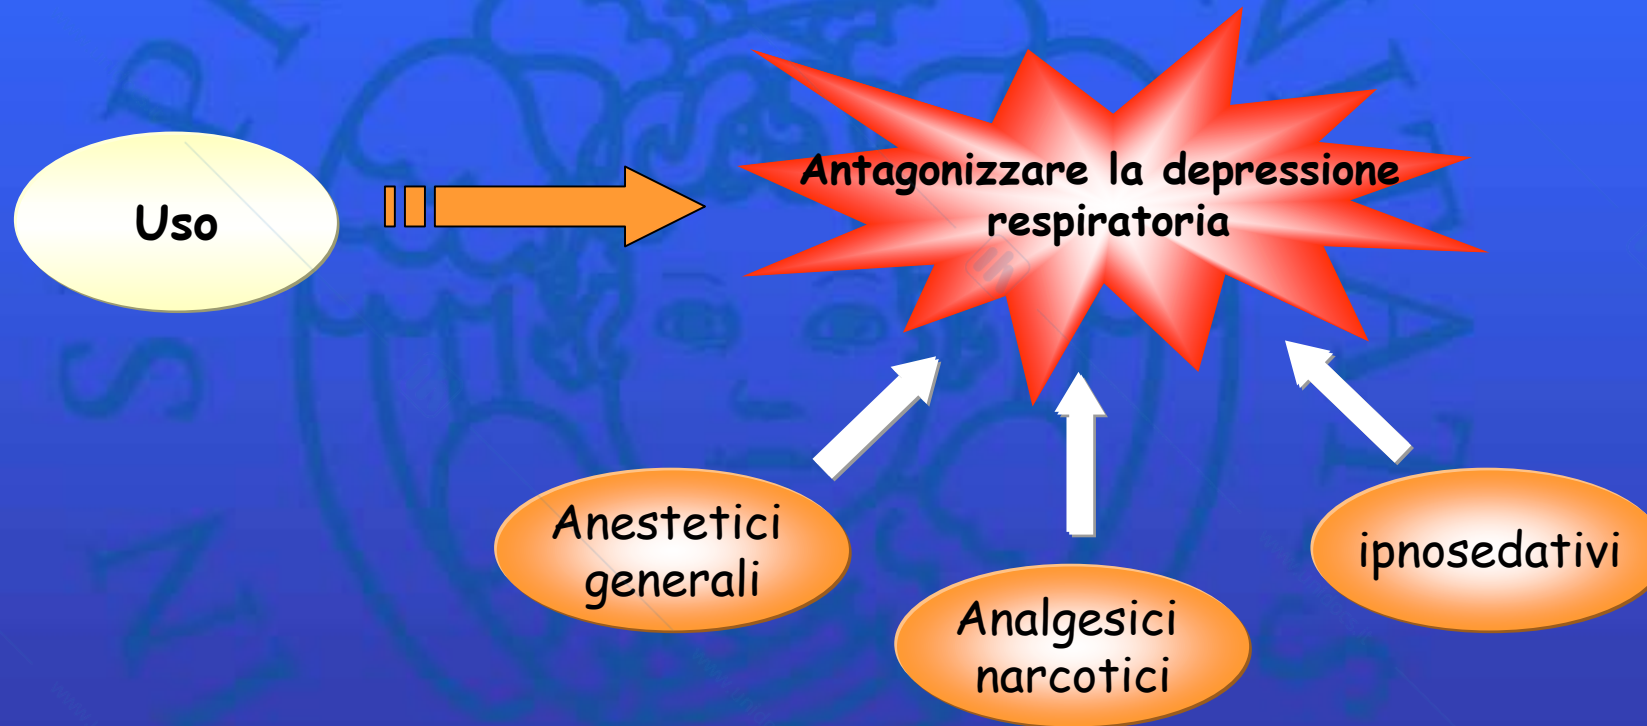 Uso
Antagonizzare la depressione
respiratoria
Anestetici
generali
Analgesici
narcotici
ipnosedativi